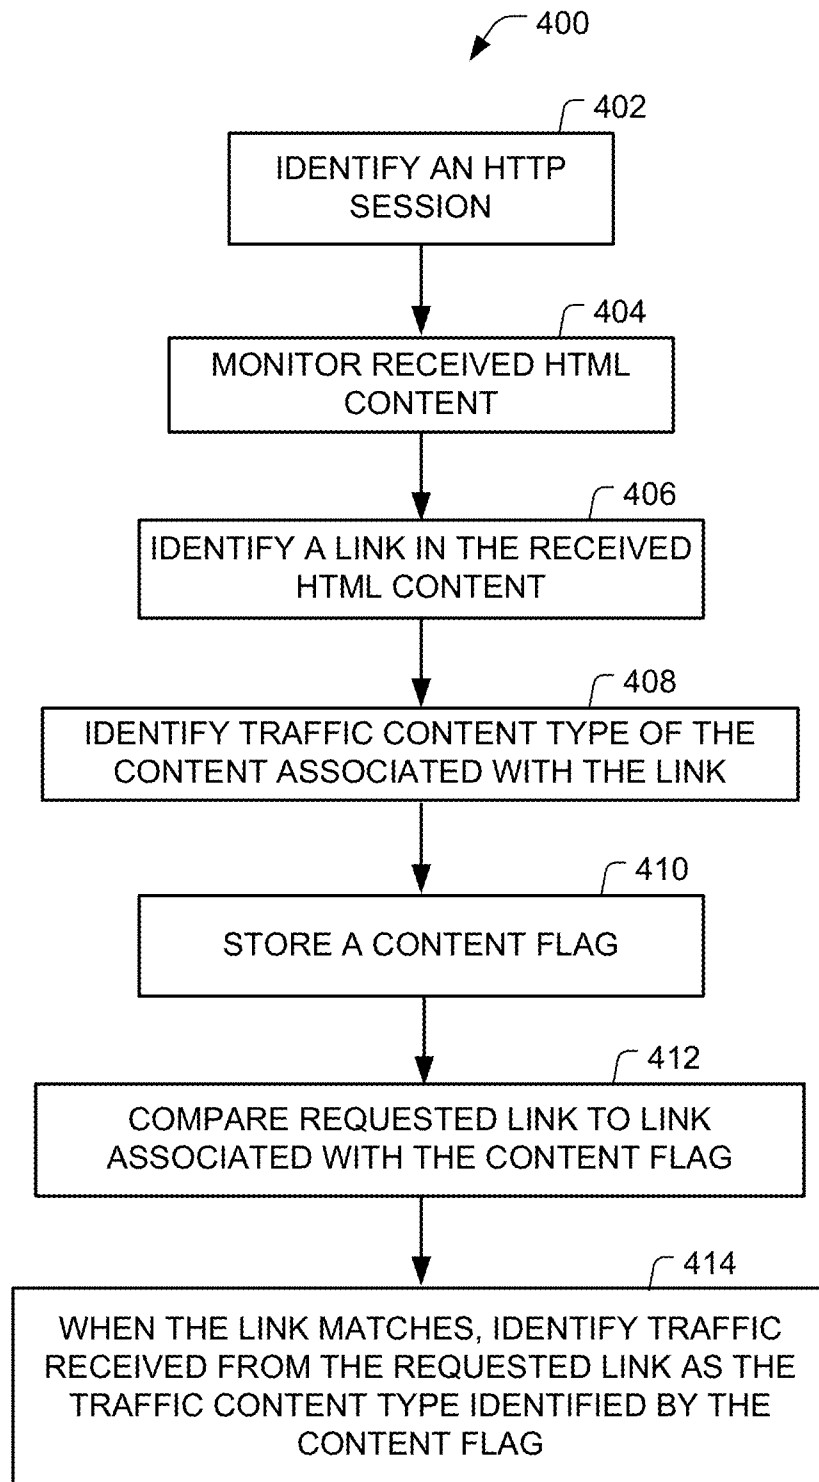 400
402
IDENTIFY AN HTTP
SESSION
404
MONITOR RECEIVED HTML
CONTENT
406
IDENTIFY A LINK IN THE RECEIVED
HTML CONTENT
408
IDENTIFY TRAFFIC CONTENT TYPE OF THE
CONTENT ASSOCIATED WITH THE LINK
410
STORE A CONTENT FLAG
412
COMPARE REQUESTED LINK TO LINK
ASSOCIATED WITH THE CONTENT FLAG
414
WHEN THE LINK MATCHES, IDENTIFY TRAFFIC
RECEIVED FROM THE REQUESTED LINK AS THE
TRAFFIC CONTENT TYPE IDENTIFIED BY THE
CONTENT FLAG